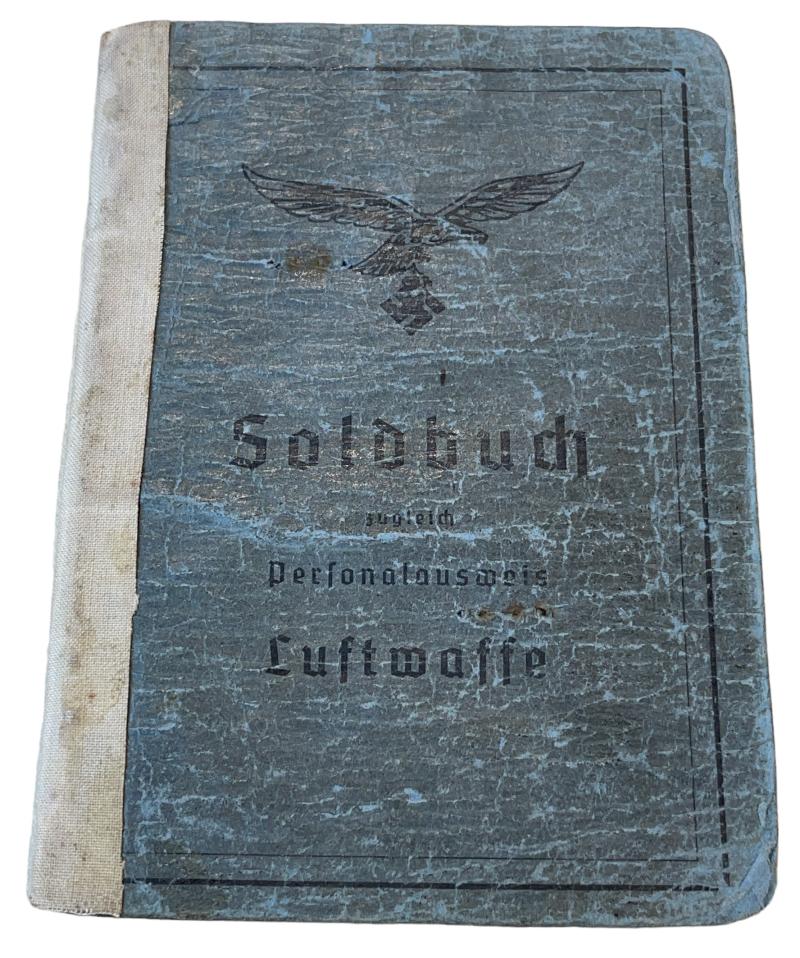 Soldbuch
zugleich
Personalausweis
Luftwaffe